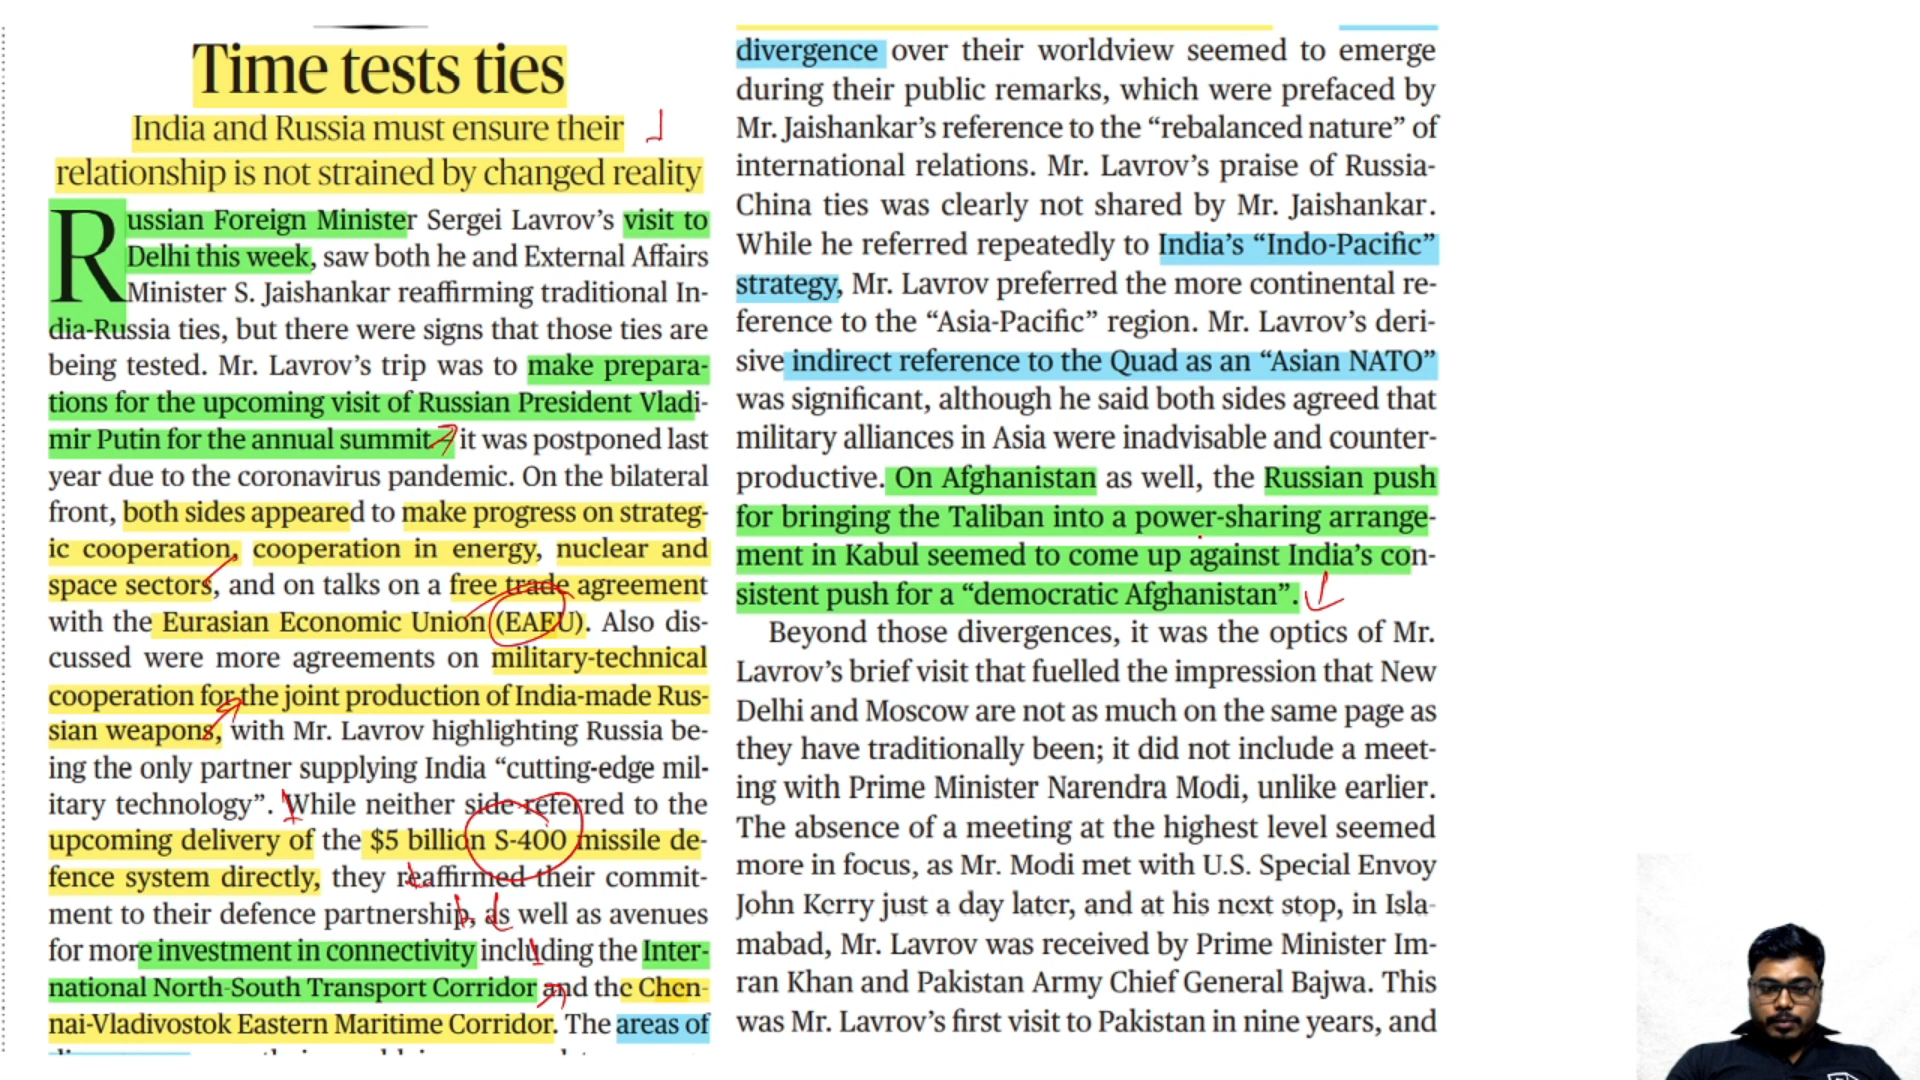 Time tests ties
India and Russia must ensure their
relationship is not strained by changed reality
Russian Foreign Minister Sergei Lavrov’s visit to
Delhi this week, saw both he and External Affairs
Minister S. Jaishankar reaffirming traditional In-
dia-Russia ties, but there were signs that those ties are
being tested. Mr. Lavrov’s trip was to make prepara-
tions for the upcoming visit of Russian President Vladi-
mir Putin for the annual summit it was postponed last
year due to the coronavirus pandemic. On the bilateral
front, both sides appeared to make progress on strateg-
ic cooperation, cooperation in energy, nuclear and
space sectors, and on talks on a free trade agreement
with the Eurasian Economic Union (EAEU). Also dis-
cussed were more agreements on military-technical
cooperation for the joint production of India-made Rus-
sian weapons, with Mr. Lavrov highlighting Russia be-
ing the only partner supplying India “cutting-edge mil-
itary technology”. While neither side referred to the
upcoming delivery of the $5 billion S-400 missile de-
fence system directly, they reaffirmed their commit-
ment to their defence partnership, as well as avenues
for more investment in connectivity including the Inter-
national North-South Transport Corridor and the Chen-
nai-Vladivostok Eastern Maritime Corridor. The areas of
divergence over their worldview seemed to emerge
during their public remarks, which were prefaced by
Mr. Jaishankar’s reference to the “rebalanced nature” of
international relations. Mr. Lavrov’s praise of Russia-
China ties was clearly not shared by Mr. Jaishankar.
While he referred repeatedly to India’s “Indo-Pacific”
strategy, Mr. Lavrov preferred the more continental re-
ference to the “Asia-Pacific” region. Mr. Lavrov’s deri-
sive indirect reference to the Quad as an “Asian NATO”
was significant, although he said both sides agreed that
military alliances in Asia were inadvisable and counter-
productive. On Afghanistan as well, the Russian push
for bringing the Taliban into a power-sharing arrange-
ment in Kabul seemed to come up against India’s con-
sistent push for a “democratic Afghanistan”.
Beyond those divergences, it was the optics of Mr.
Lavrov’s brief visit that fuelled the impression that New
Delhi and Moscow are not as much on the same page as
they have traditionally been; it did not include a meet-
ing with Prime Minister Narendra Modi, unlike earlier.
The absence of a meeting at the highest level seemed
more in focus, as Mr. Modi met with U.S. Special Envoy
John Kerry just a day later, and at his next stop, in Isla-
mabad, Mr. Lavrov was received by Prime Minister Im-
ran Khan and Pakistan Army Chief General Bajwa. This
was Mr. Lavrov’s first visit to Pakistan in nine years, and